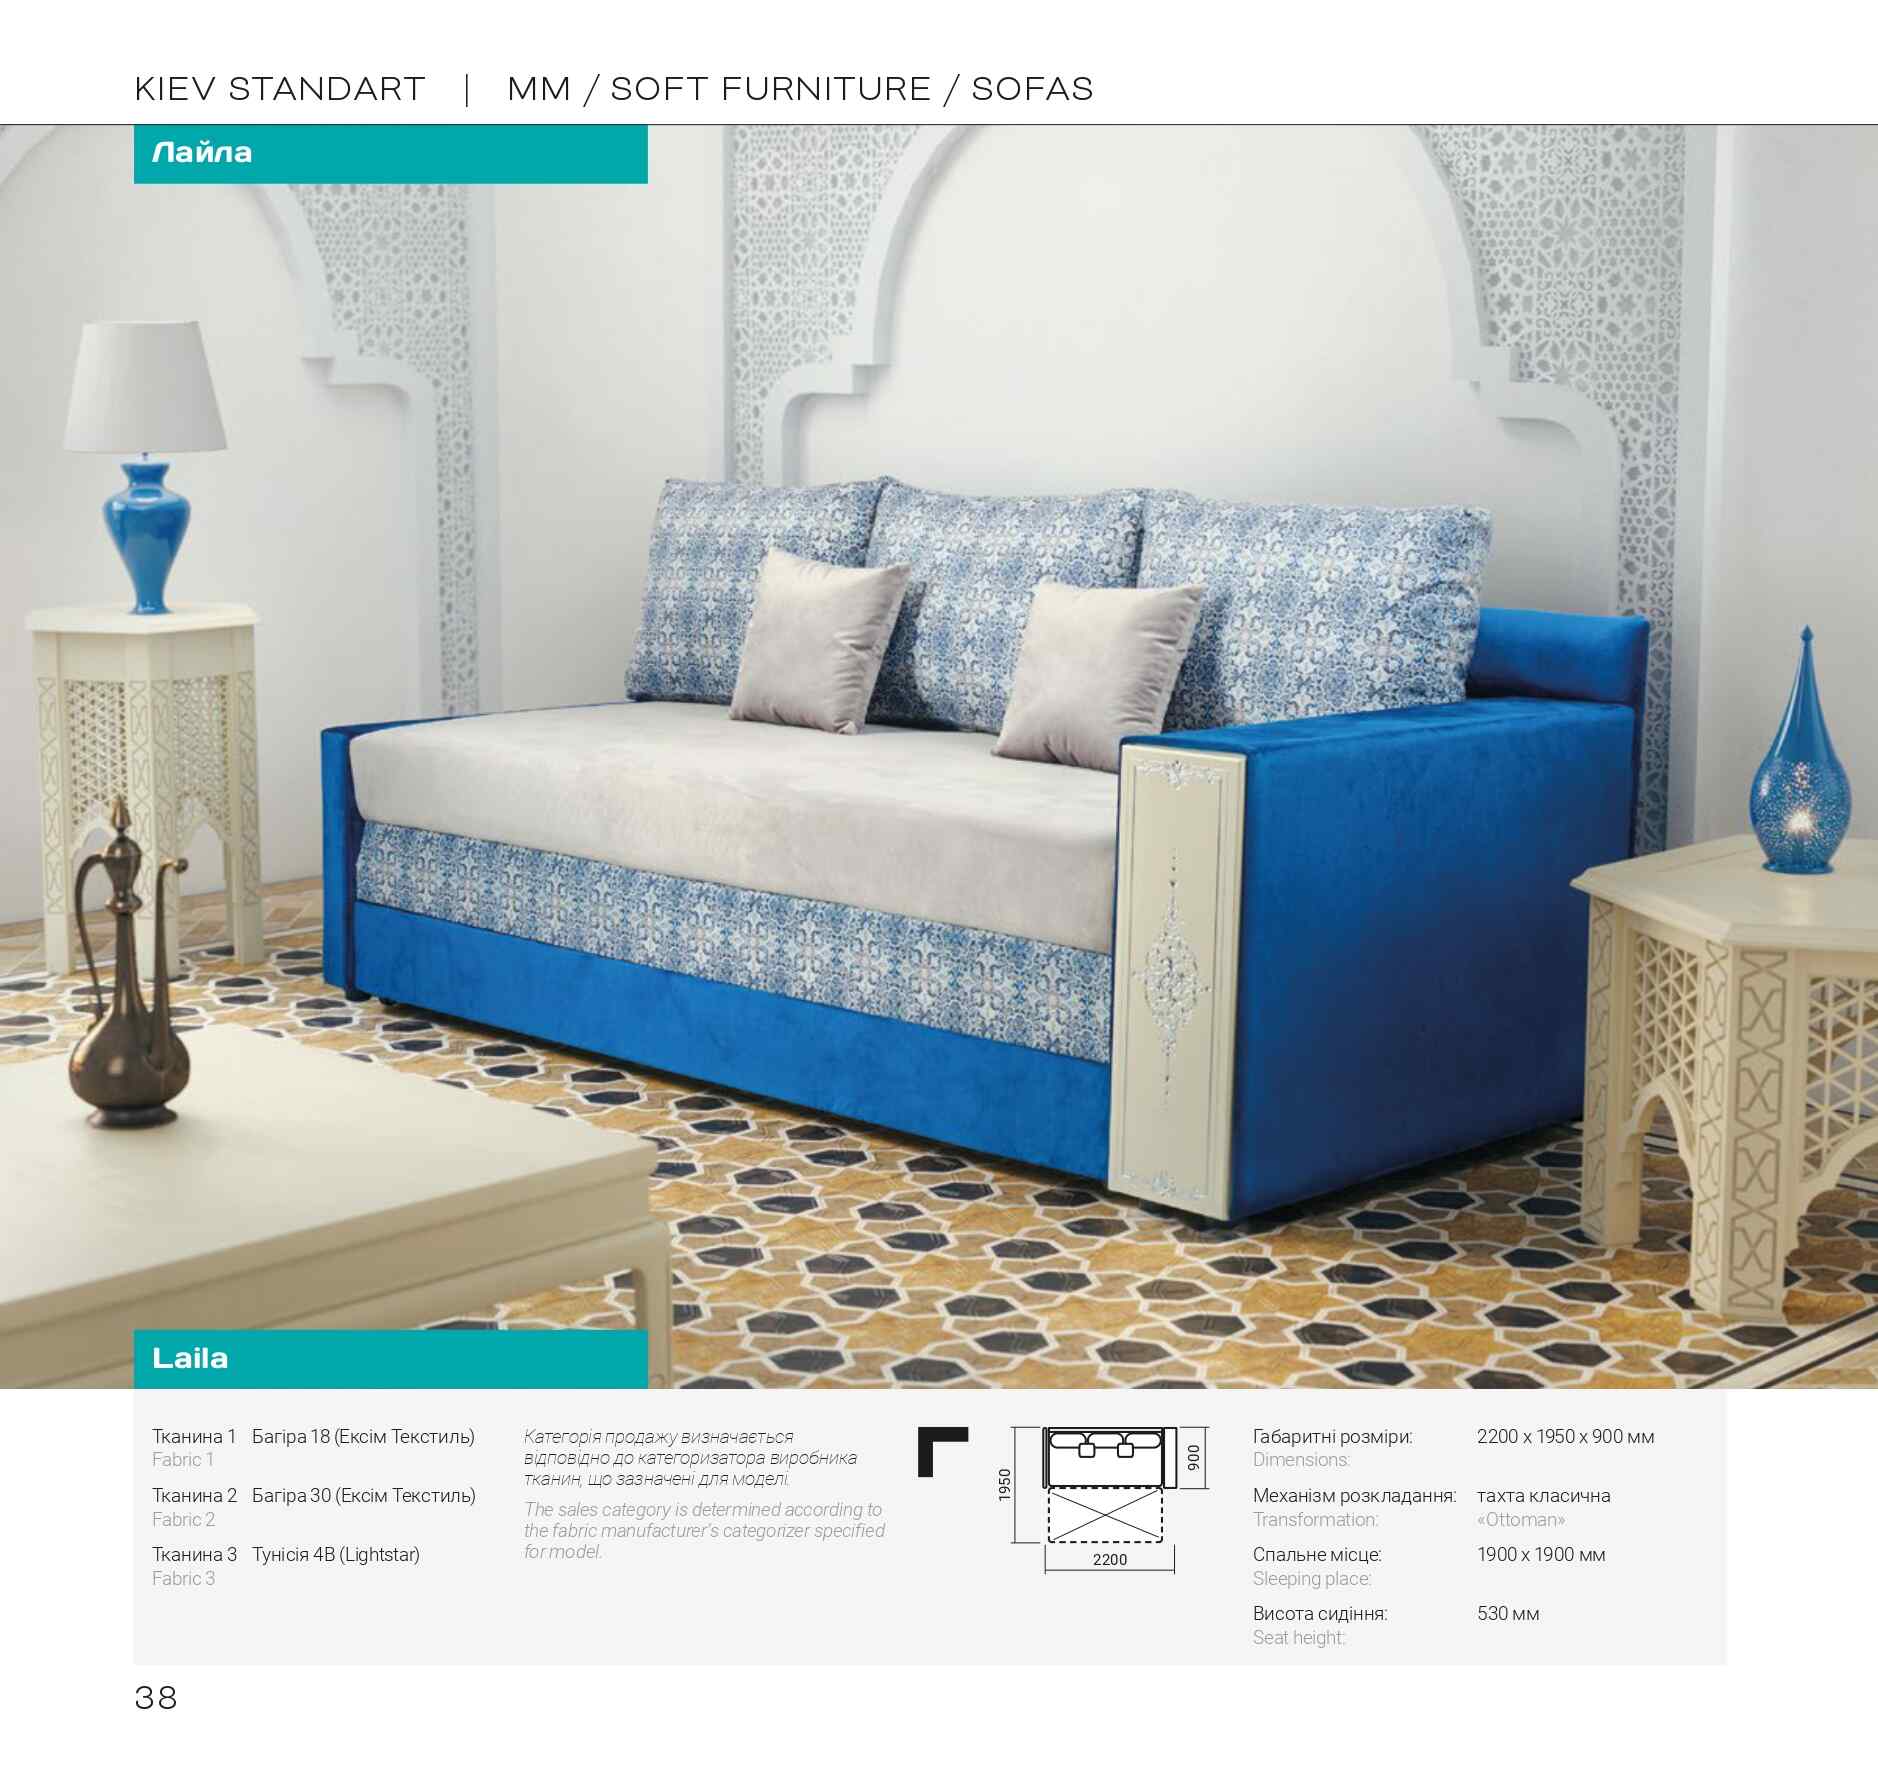 KIEV STANDART | MM / SOFT FURNITURE / SOFAS
Лайла
Laila
Тканина 1 Багіра 18 (Ексім Текстиль)
Fabric 1
Тканина 2 Багіра 30 (Ексім Текстиль)
Fabric 2
Тканина 3 Тунісія 4В (Lightstar)
Fabric 3
Категорія продажу визначається
відповідно до категоризатора виробника
тканин, що зазначені для моделі.
The sales category is determined according to
the fabric manufacturer's categorizer specified
for model.
1950
900
2200
Габаритні розміри: 2200 х 1950 х 900 мм
Dimensions:
Механізм розкладання: тахта класична
Transformation: «Ottoman»
Спальне місце: 1900 х 1900 мм
Sleeping place:
Висота сидіння: 530 мм
Seat height:
38